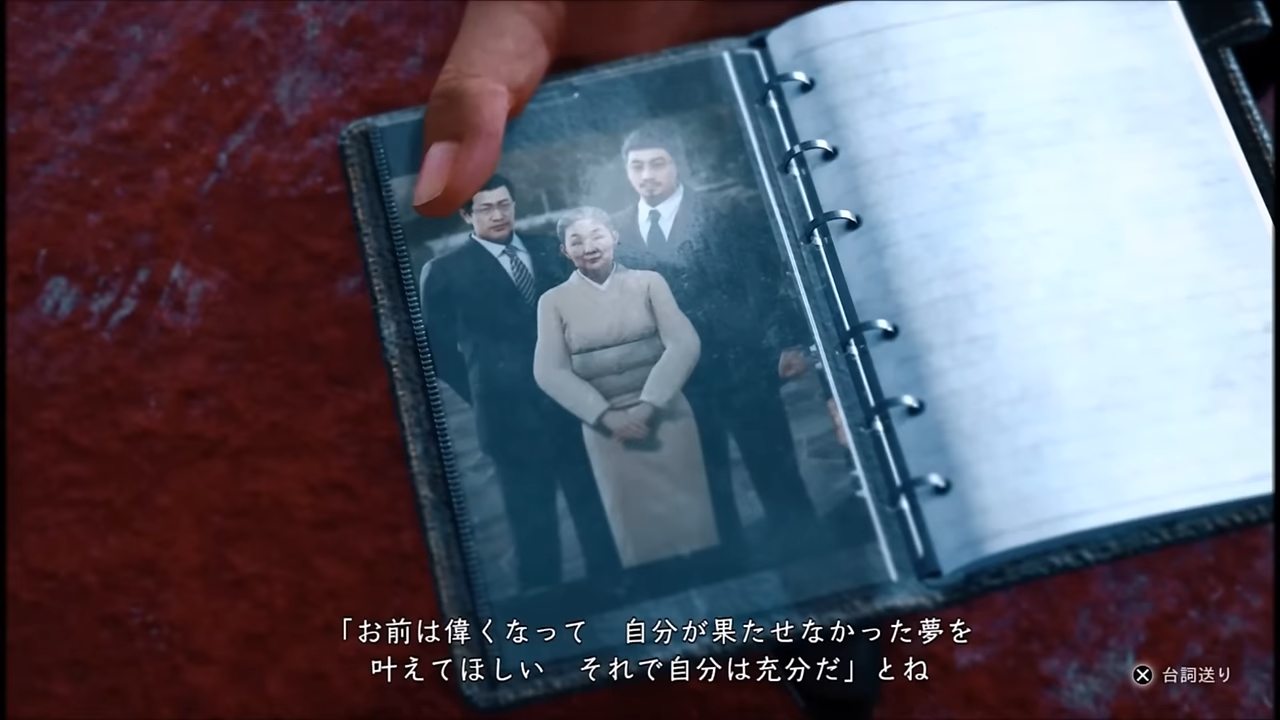 「お前は偉くなって　自分が果たせなかった夢を
叶えてほしい　それで自分は充分だ」とね
台詞送り